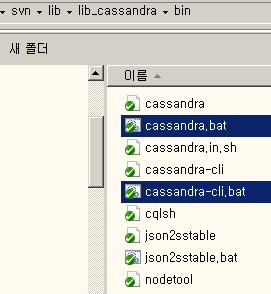 svn lib lib_cassandra bin
새 폴더
이름
cassandra
cassandra.bat
cassandra.in.sh
cassandra-cli
cassandra-cli.bat
cqlsh
json2sstable
json2sstable.bat
nodetool